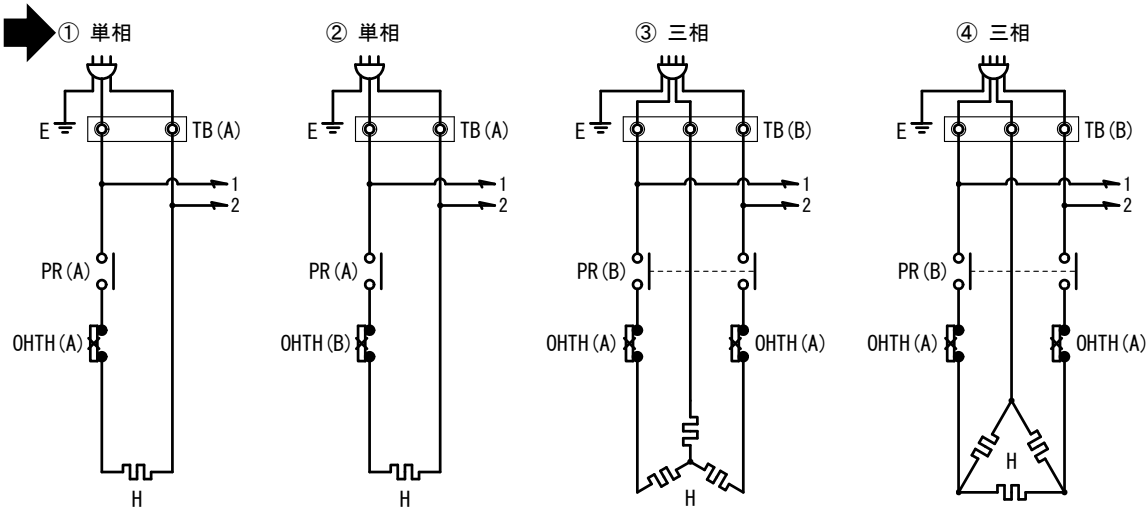 ① 単相 ② 単相 ③ 三相 ④ 三相
E TB(A) E TB(A) E TB(B) E TB(B)
1 1 1 1
2 2 2 2
PR(A) PR(A) PR(B) PR(B)
OHTH(A) OHTH(B) OHTH(A) OHTH(A) OHTH(A) OHTH(A)
H H H H